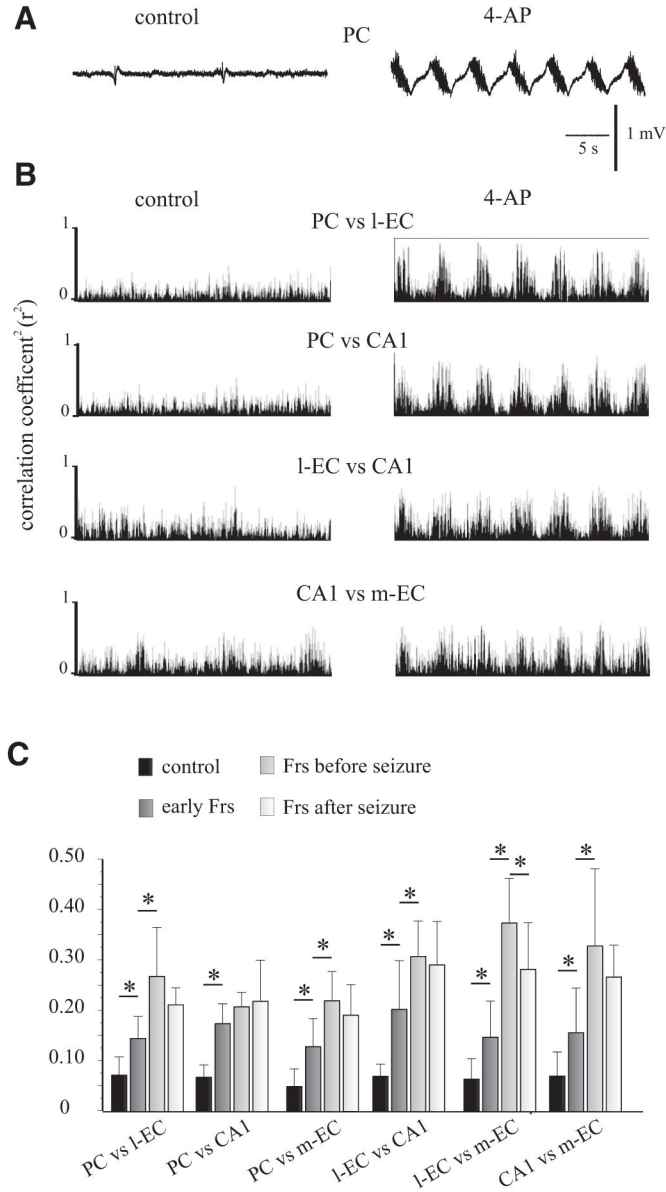 A
control
4-AP
PC
1 mV
5 s
B
control
4-AP
PC vs l-EC
1
0
PC vs CA1
1
0
l-EC vs CA1
1
0
CA1 vs m-EC
1
0
correlation coefficent² (r²)
C
control
Frs before seizure
early Frs
Frs after seizure
0.50
0.40
0.30
0.20
0.10
0
* * * * * * * * * * * *
PC vs l-EC
PC vs CA1
PC vs m-EC
l-EC vs CA1
l-EC vs m-EC
CA1 vs m-EC